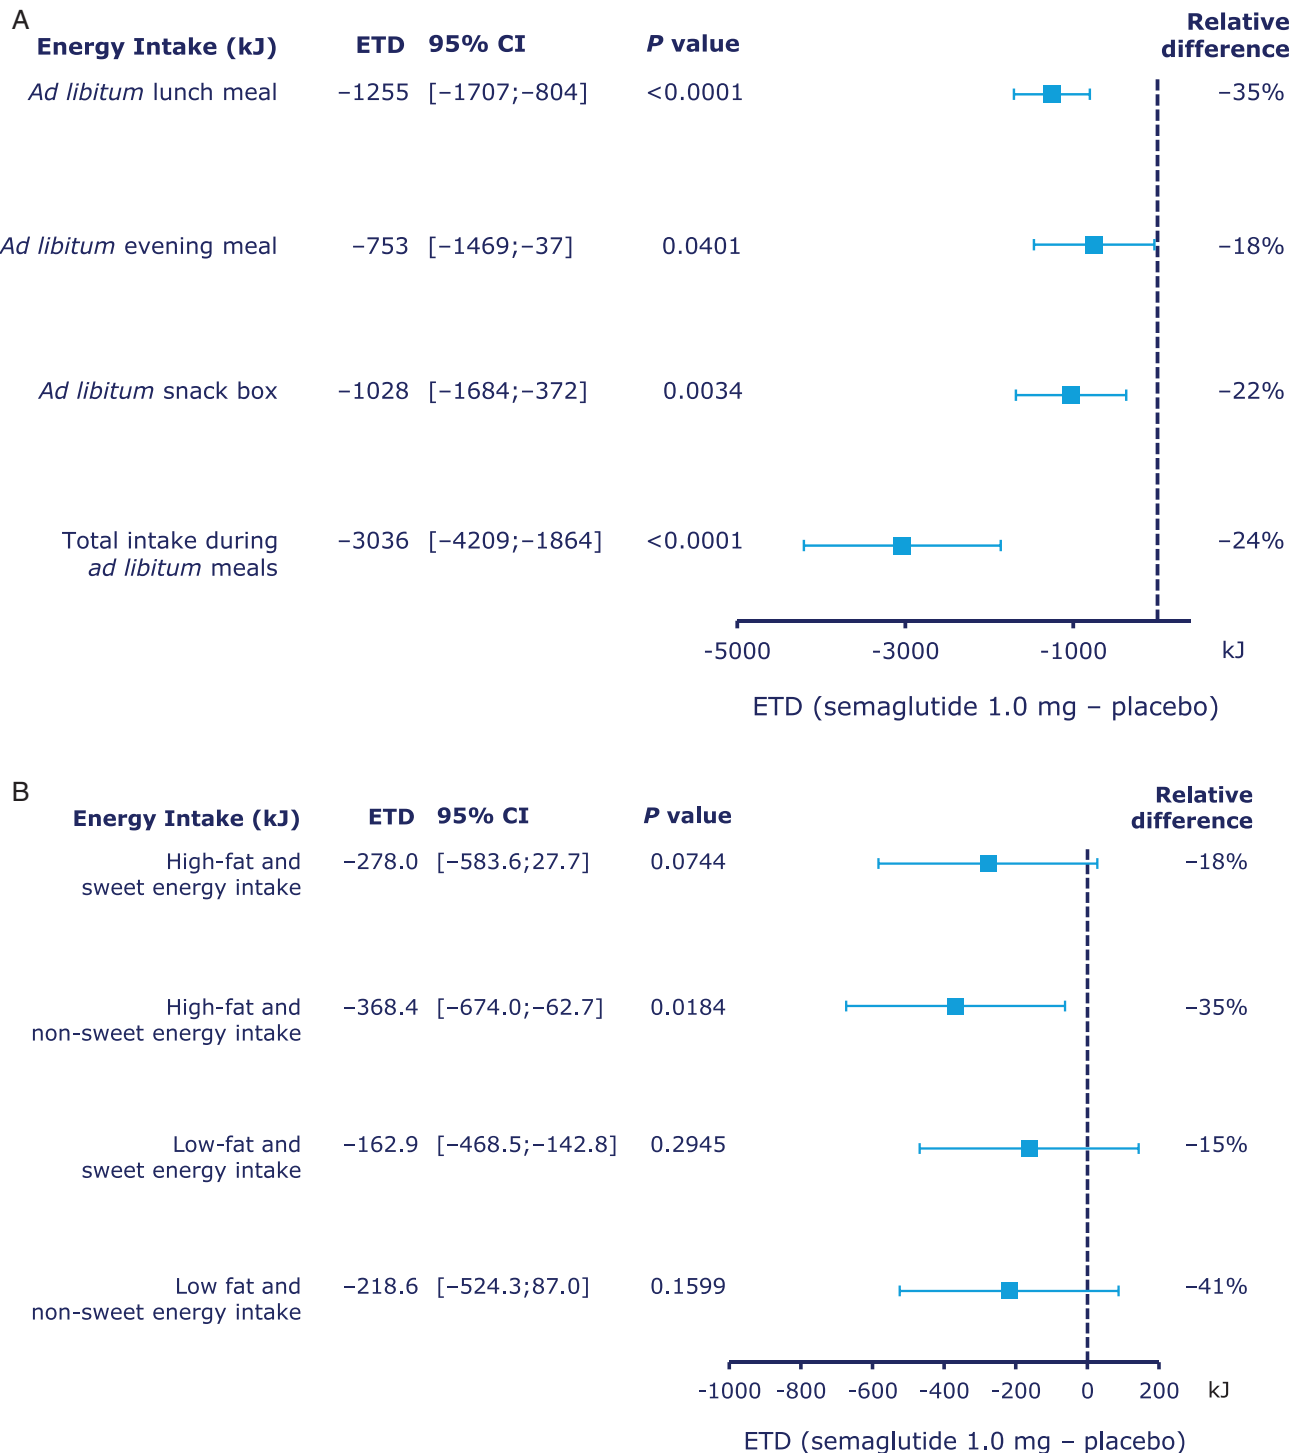 A
Energy Intake (kJ) ETD 95% CI P value Relative difference
Ad libitum lunch meal –1255 [–1707;–804] <0.0001 –35%
Ad libitum evening meal –753 [–1469;–37] 0.0401 –18%
Ad libitum snack box –1028 [–1684;–372] 0.0034 –22%
Total intake during –3036 [–4209;–1864] <0.0001 –24%
ad libitum meals
-5000 -3000 -1000 kJ
ETD (semaglutide 1.0 mg – placebo)
B
Energy Intake (kJ) ETD 95% CI P value Relative difference
High-fat and –278.0 [–583.6;27.7] 0.0744 –18%
sweet energy intake
High-fat and –368.4 [–674.0;–62.7] 0.0184 –35%
non-sweet energy intake
Low-fat and –162.9 [–468.5;–142.8] 0.2945 –15%
sweet energy intake
Low fat and –218.6 [–524.3;87.0] 0.1599 –41%
non-sweet energy intake
-1000 -800 -600 -400 -200 0 200 kJ
ETD (semaglutide 1.0 mg – placebo)